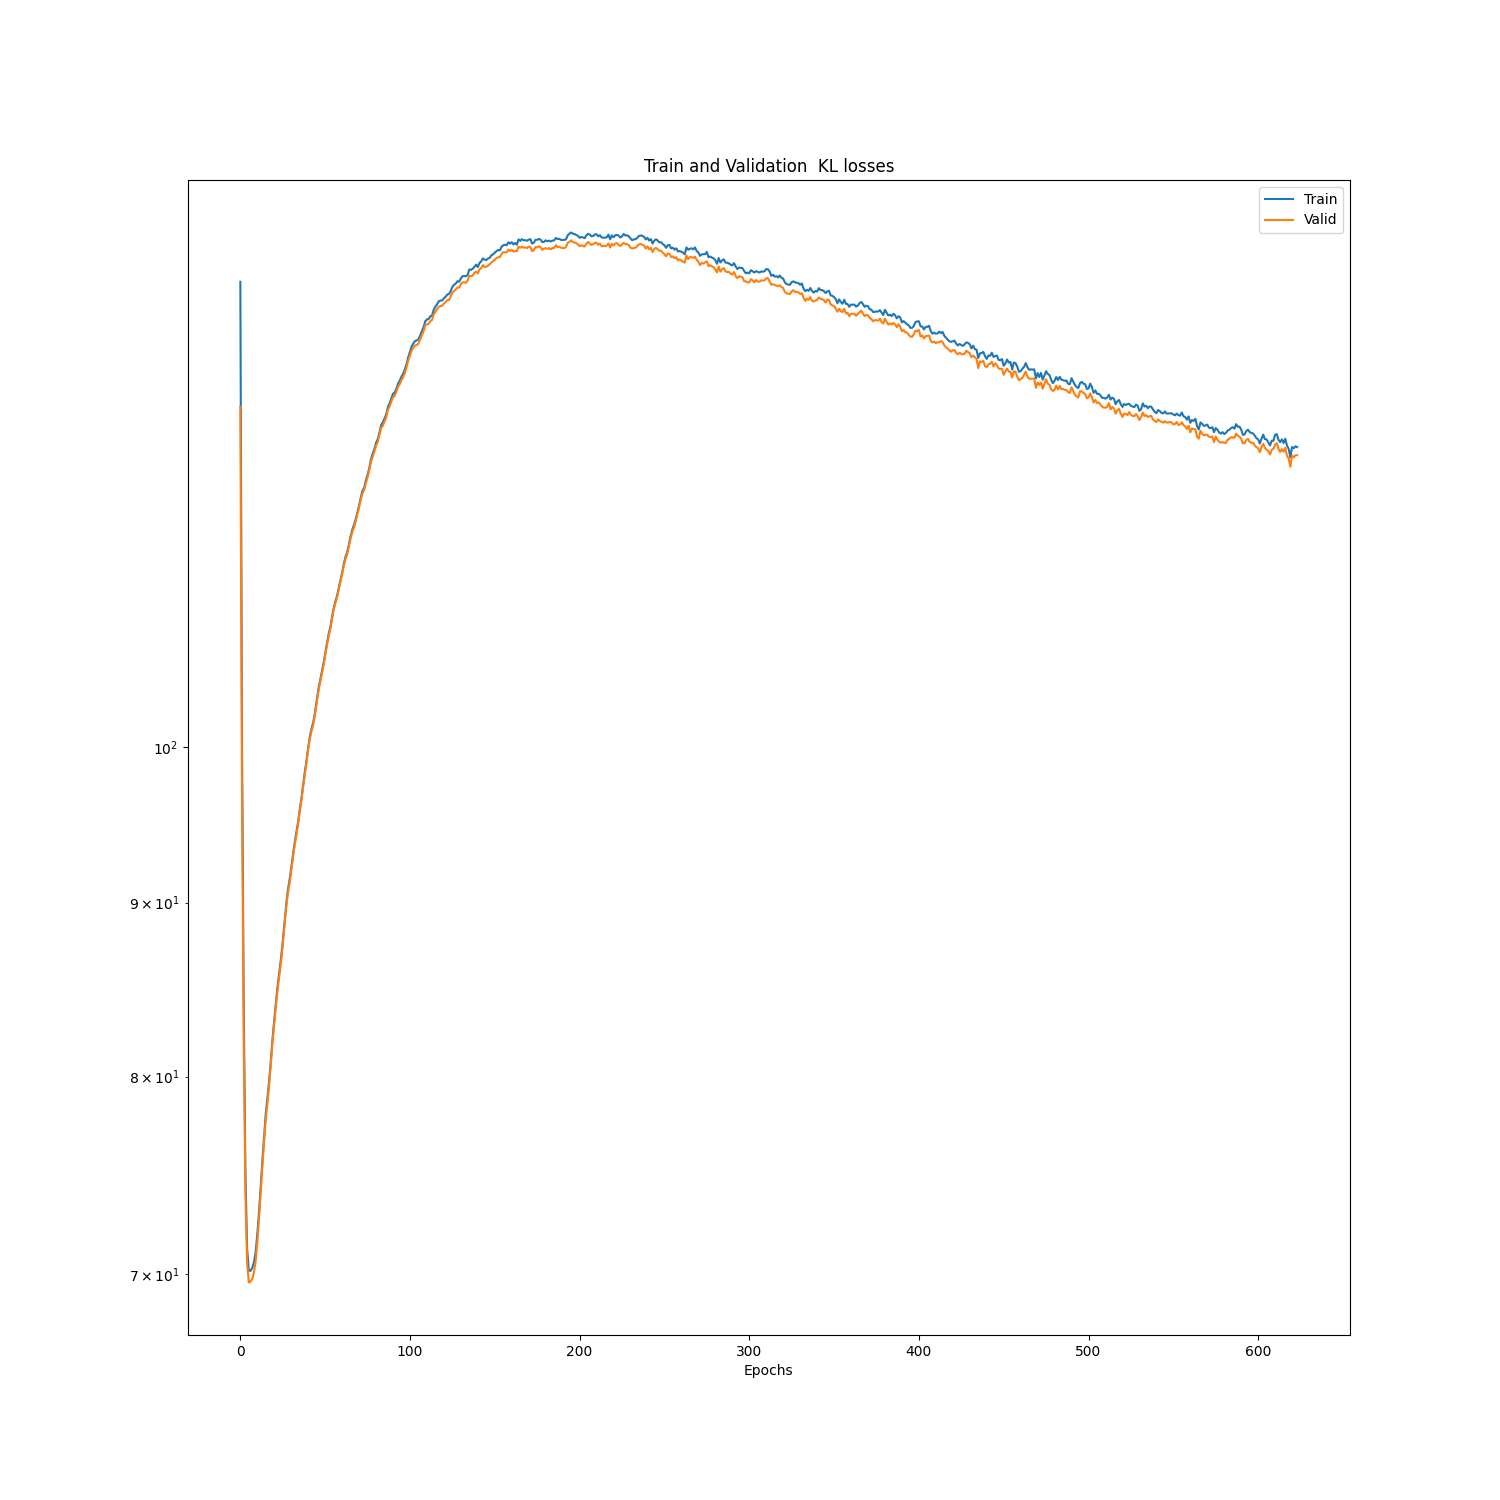 Train and Validation  KL losses
Train
Valid
10²
9 × 10¹
8 × 10¹
7 × 10¹
0 100 200 300 400 500 600
Epochs